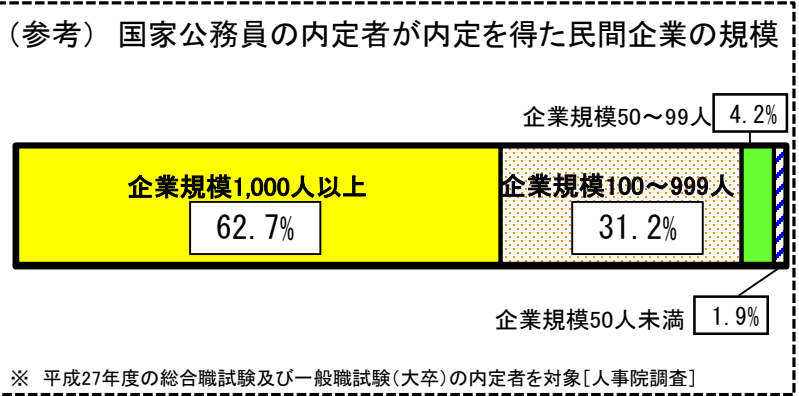 （参考） 国家公務員の内定者が内定を得た民間企業の規模
企業規模50～99人 4.2%
企業規模1,000人以上 企業規模100～999人
62.7% 31.2%
企業規模50人未満 1.9%
※ 平成27年度の総合職試験及び一般職試験（大卒）の内定者を対象［人事院調査］